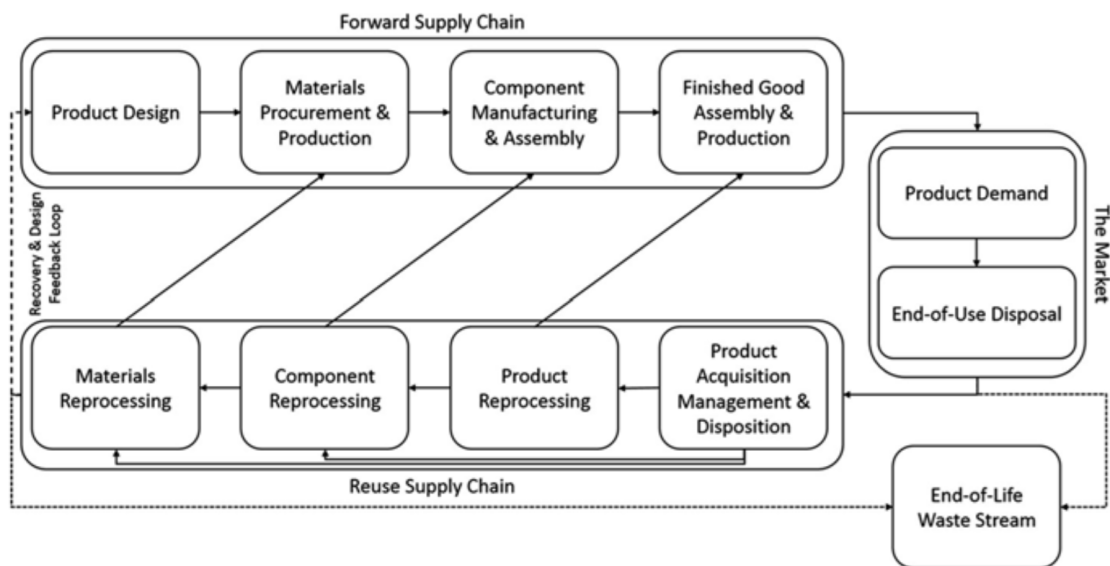 Forward Supply Chain
Product Design
Materials
Procurement &
Production
Component
Manufacturing
& Assembly
Finished Good
Assembly &
Production
Product Demand
End-of-Use Disposal
The Market
Recovery & Design
Feedback Loop
Materials
Reprocessing
Component
Reprocessing
Product
Reprocessing
Product
Acquisition
Management &
Disposition
Reuse Supply Chain
End-of-Life
Waste Stream